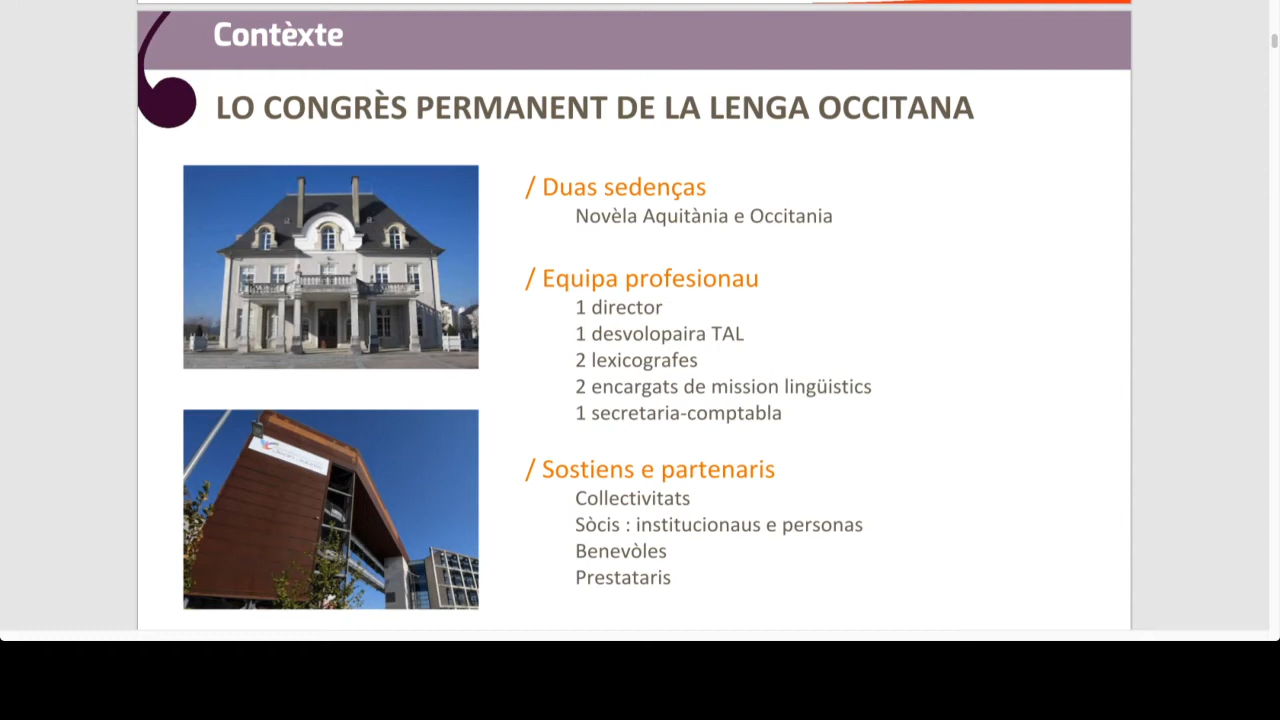 Contèxte
LO CONGRÈS PERMANENT DE LA LENGA OCCITANA
/ Duas sedenças
Novèla Aquitània e Occitania
/ Equipa profesionau
1 director
1 desvolopaira TAL
2 lexicografes
2 encargats de mission lingüistics
1 secretaria-comptabla
/ Sostiens e partenaris
Collectivitats
Sòcis : institucionaus e personas
Benevòles
Prestataris